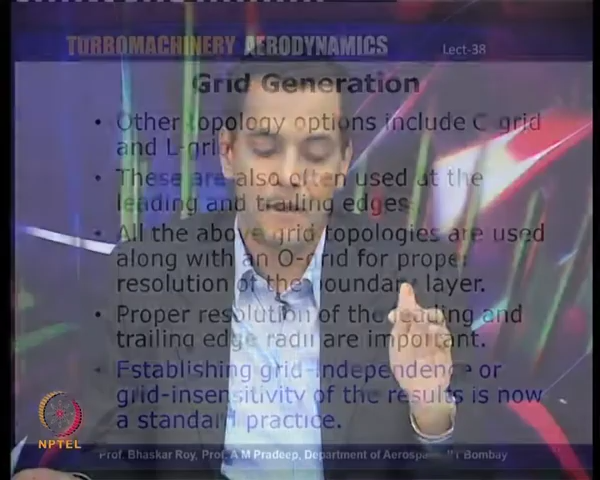 TURBOMACHINERY AERODYNAMICS Lect-38
Grid Generation
• Other topology options include C grid
and L-grid
• These are also often used at the
leading and trailing edges
• All the above grid topologies are used
along with an O-grid for proper
resolution of the boundary layer.
• Proper resolution of the leading and
trailing edge radii are important.
• Establishing grid-independence or
grid-insensitivity of the results is now
a standard practice.
NPTEL
Prof. Bhaskar Roy, Prof. A M Pradeep, Department of Aerospace, IIT Bombay